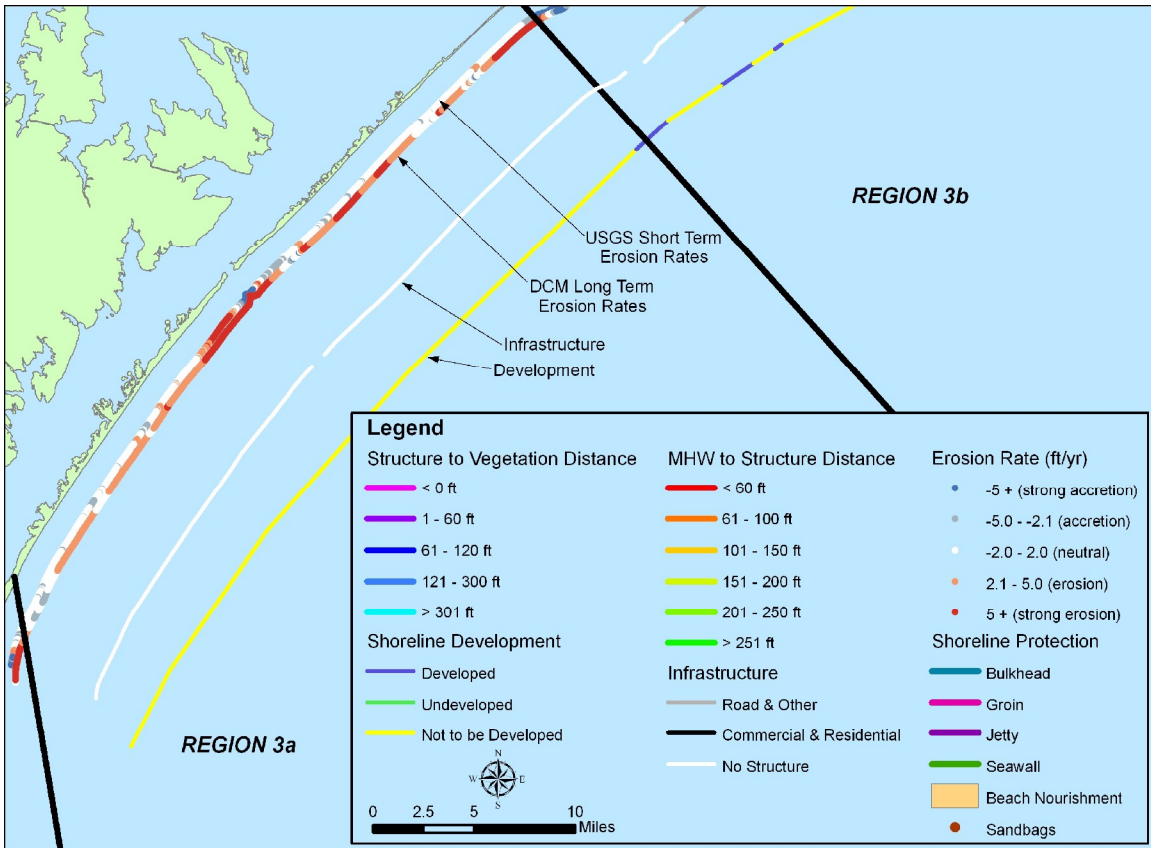 REGION 3b
USGS Short Term
Erosion Rates
DCM Long Term
Erosion Rates
Infrastructure
Development
REGION 3a
Legend
Structure to Vegetation Distance
< 0 ft
1 - 60 ft
61 - 120 ft
121 - 300 ft
> 301 ft
Shoreline Development
Developed
Undeveloped
Not to be Developed
N
W E
S
0 2.5 5 10
Miles
MHW to Structure Distance
< 60 ft
61 - 100 ft
101 - 150 ft
151 - 200 ft
201 - 250 ft
> 251 ft
Infrastructure
Road & Other
Commercial & Residential
No Structure
Erosion Rate (ft/yr)
-5 + (strong accretion)
-5.0 - -2.1 (accretion)
-2.0 - 2.0 (neutral)
2.1 - 5.0 (erosion)
5 + (strong erosion)
Shoreline Protection
Bulkhead
Groin
Jetty
Seawall
Beach Nourishment
Sandbags